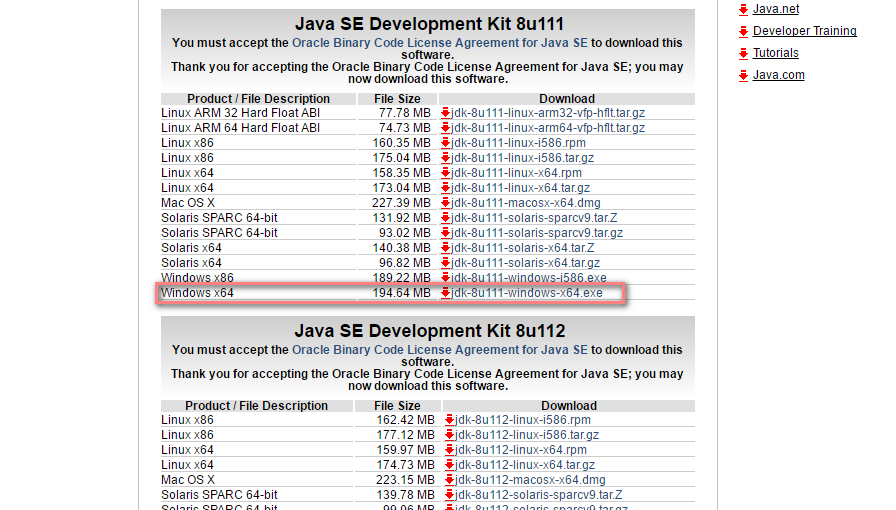 Java SE Development Kit 8u111
You must accept the Oracle Binary Code License Agreement for Java SE to download this
software.
Thank you for accepting the Oracle Binary Code License Agreement for Java SE; you may
now download this software.
Product / File Description File Size Download
Linux ARM 32 Hard Float ABI 77.78 MB jdk-8u111-linux-arm32-vfp-hflt.tar.gz
Linux ARM 64 Hard Float ABI 74.73 MB jdk-8u111-linux-arm64-vfp-hflt.tar.gz
Linux x86 160.35 MB jdk-8u111-linux-i586.rpm
Linux x86 175.04 MB jdk-8u111-linux-i586.tar.gz
Linux x64 158.35 MB jdk-8u111-linux-x64.rpm
Linux x64 173.04 MB jdk-8u111-linux-x64.tar.gz
Mac OS X 227.39 MB jdk-8u111-macosx-x64.dmg
Solaris SPARC 64-bit 131.92 MB jdk-8u111-solaris-sparcv9.tar.Z
Solaris SPARC 64-bit 93.02 MB jdk-8u111-solaris-sparcv9.tar.gz
Solaris x64 140.38 MB jdk-8u111-solaris-x64.tar.Z
Solaris x64 96.82 MB jdk-8u111-solaris-x64.tar.gz
Windows x86 189.22 MB jdk-8u111-windows-i586.exe
Windows x64 194.64 MB jdk-8u111-windows-x64.exe
Java SE Development Kit 8u112
You must accept the Oracle Binary Code License Agreement for Java SE to download this
software.
Thank you for accepting the Oracle Binary Code License Agreement for Java SE; you may
now download this software.
Product / File Description File Size Download
Linux x86 162.42 MB jdk-8u112-linux-i586.rpm
Linux x86 177.12 MB jdk-8u112-linux-i586.tar.gz
Linux x64 159.97 MB jdk-8u112-linux-x64.rpm
Linux x64 174.73 MB jdk-8u112-linux-x64.tar.gz
Mac OS X 223.15 MB jdk-8u112-macosx-x64.dmg
Solaris SPARC 64-bit 139.78 MB jdk-8u112-solaris-sparcv9.tar.Z
Solaris SPARC 64-bit 99.06 MB jdk-8u112-solaris-sparcv9.tar.gz
Java.net
Developer Training
Tutorials
Java.com